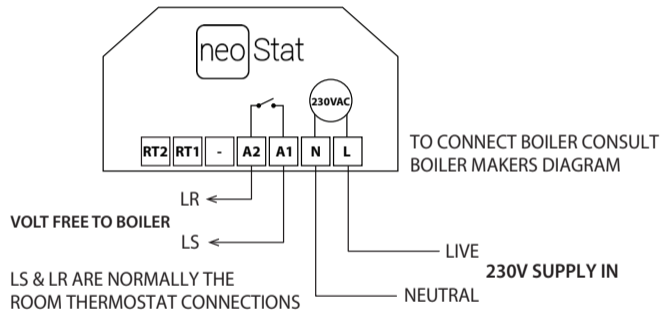 neo Stat
230VAC
RT2 RT1 - A2 A1 N L
TO CONNECT BOILER CONSULT
BOILER MAKERS DIAGRAM
LR
VOLT FREE TO BOILER
LS
LIVE
230V SUPPLY IN
NEUTRAL
LS & LR ARE NORMALLY THE
ROOM THERMOSTAT CONNECTIONS